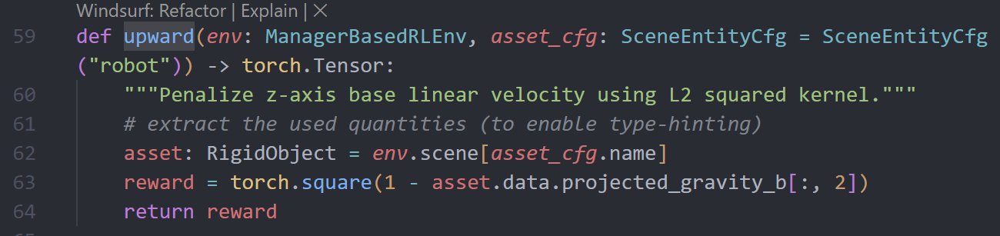 Windsurf: Refactor | Explain | ×
59 def upward(env: ManagerBasedRLEnv, asset_cfg: SceneEntityCfg = SceneEntityCfg
("robot")) -> torch.Tensor:
60 """Penalize z-axis base linear velocity using L2 squared kernel."""
61 # extract the used quantities (to enable type-hinting)
62 asset: RigidObject = env.scene[asset_cfg.name]
63 reward = torch.square(1 - asset.data.projected_gravity_b[:, 2])
64 return reward